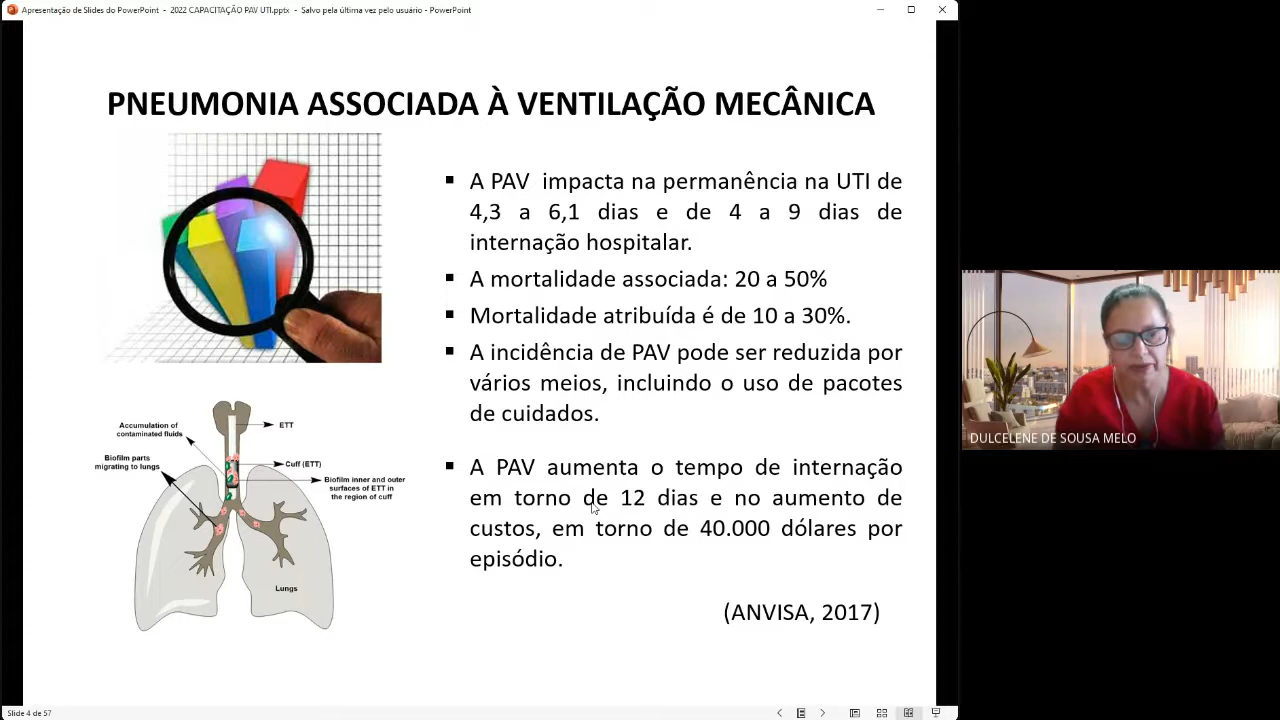 Apresentação de Slides do PowerPoint - 2022 CAPACITAÇÃO PAV UTI.pptx - Salvo pela última vez pelo usuário - PowerPoint
PNEUMONIA ASSOCIADA À VENTILAÇÃO MECÂNICA
▪ A PAV impacta na permanência na UTI de
4,3 a 6,1 dias e de 4 a 9 dias de
internação hospitalar.
▪ A mortalidade associada: 20 a 50%
▪ Mortalidade atribuída é de 10 a 30%.
▪ A incidência de PAV pode ser reduzida por
vários meios, incluindo o uso de pacotes
de cuidados.
▪ A PAV aumenta o tempo de internação
em torno de 12 dias e no aumento de
custos, em torno de 40.000 dólares por
episódio.
(ANVISA, 2017)
Accumulation of
contaminated fluids
ETT
Biofilm parts
migrating to lungs
Cuff (ETT)
Biofilm inner and outer
surfaces of ETT in
the region of cuff
Lungs
DULCELENE DE SOUSA MELO
Slide 4 de 57